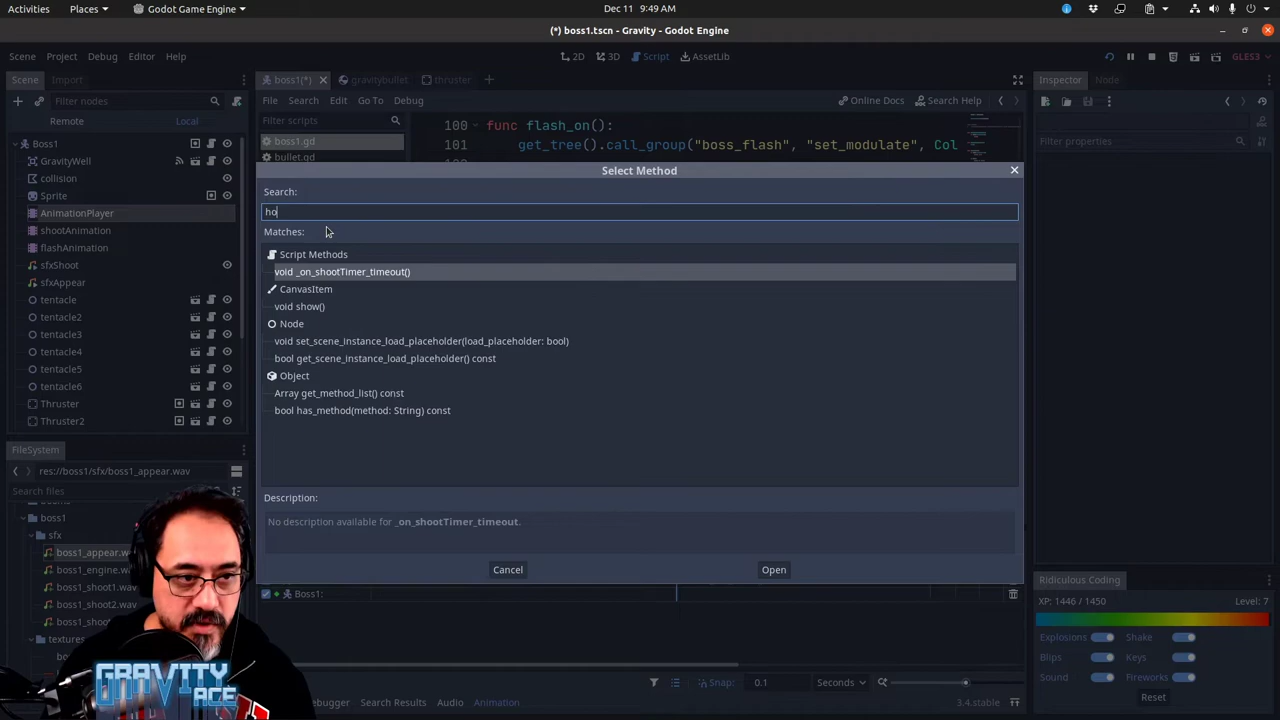 Activities Places Godot Game Engine Dec 11 9:49 AM
(*) boss1.tscn - Gravity - Godot Engine
Scene Project Debug Editor Help 2D 3D Script AssetLib GLES3
Scene Import boss1(*) gravitybullet thruster Inspector Node
Filter nodes File Search Edit Go To Debug Online Docs Search Help
Remote Local Filter scripts 100 func flash_on():
Boss1 boss1.gd 101 get_tree().call_group("boss_flash", "set_modulate", Col Filter properties
GravityWell bullet.gd
collision Select Method
Sprite Search:
AnimationPlayer ho
shootAnimation Matches:
flashAnimation Script Methods
sfxShoot void _on_shootTimer_timeout()
sfxAppear CanvasItem
tentacle void show()
tentacle2 Node
tentacle3 void set_scene_instance_load_placeholder(load_placeholder: bool)
tentacle4 bool get_scene_instance_load_placeholder() const
tentacle5 Object
tentacle6 Array get_method_list() const
Thruster bool has_method(method: String) const
Thruster2
FileSystem
res://boss1/sfx/boss1_appear.wav
Search files Description:
boss1 No description available for _on_shootTimer_timeout.
sfx
boss1_appear.wa
boss1_engine.wa Cancel Open
boss1_shoot1.wav Boss1: Ridiculous Coding
boss1_shoot2.wav XP: 1446 / 1450 Level: 7
boss1_shoot
textures Explosions Shake
bo Blips Keys
GRAVITY ACE Snap: 0.1 Seconds Sound Fireworks
Debugger Search Results Audio Animation 3.4.stable Reset